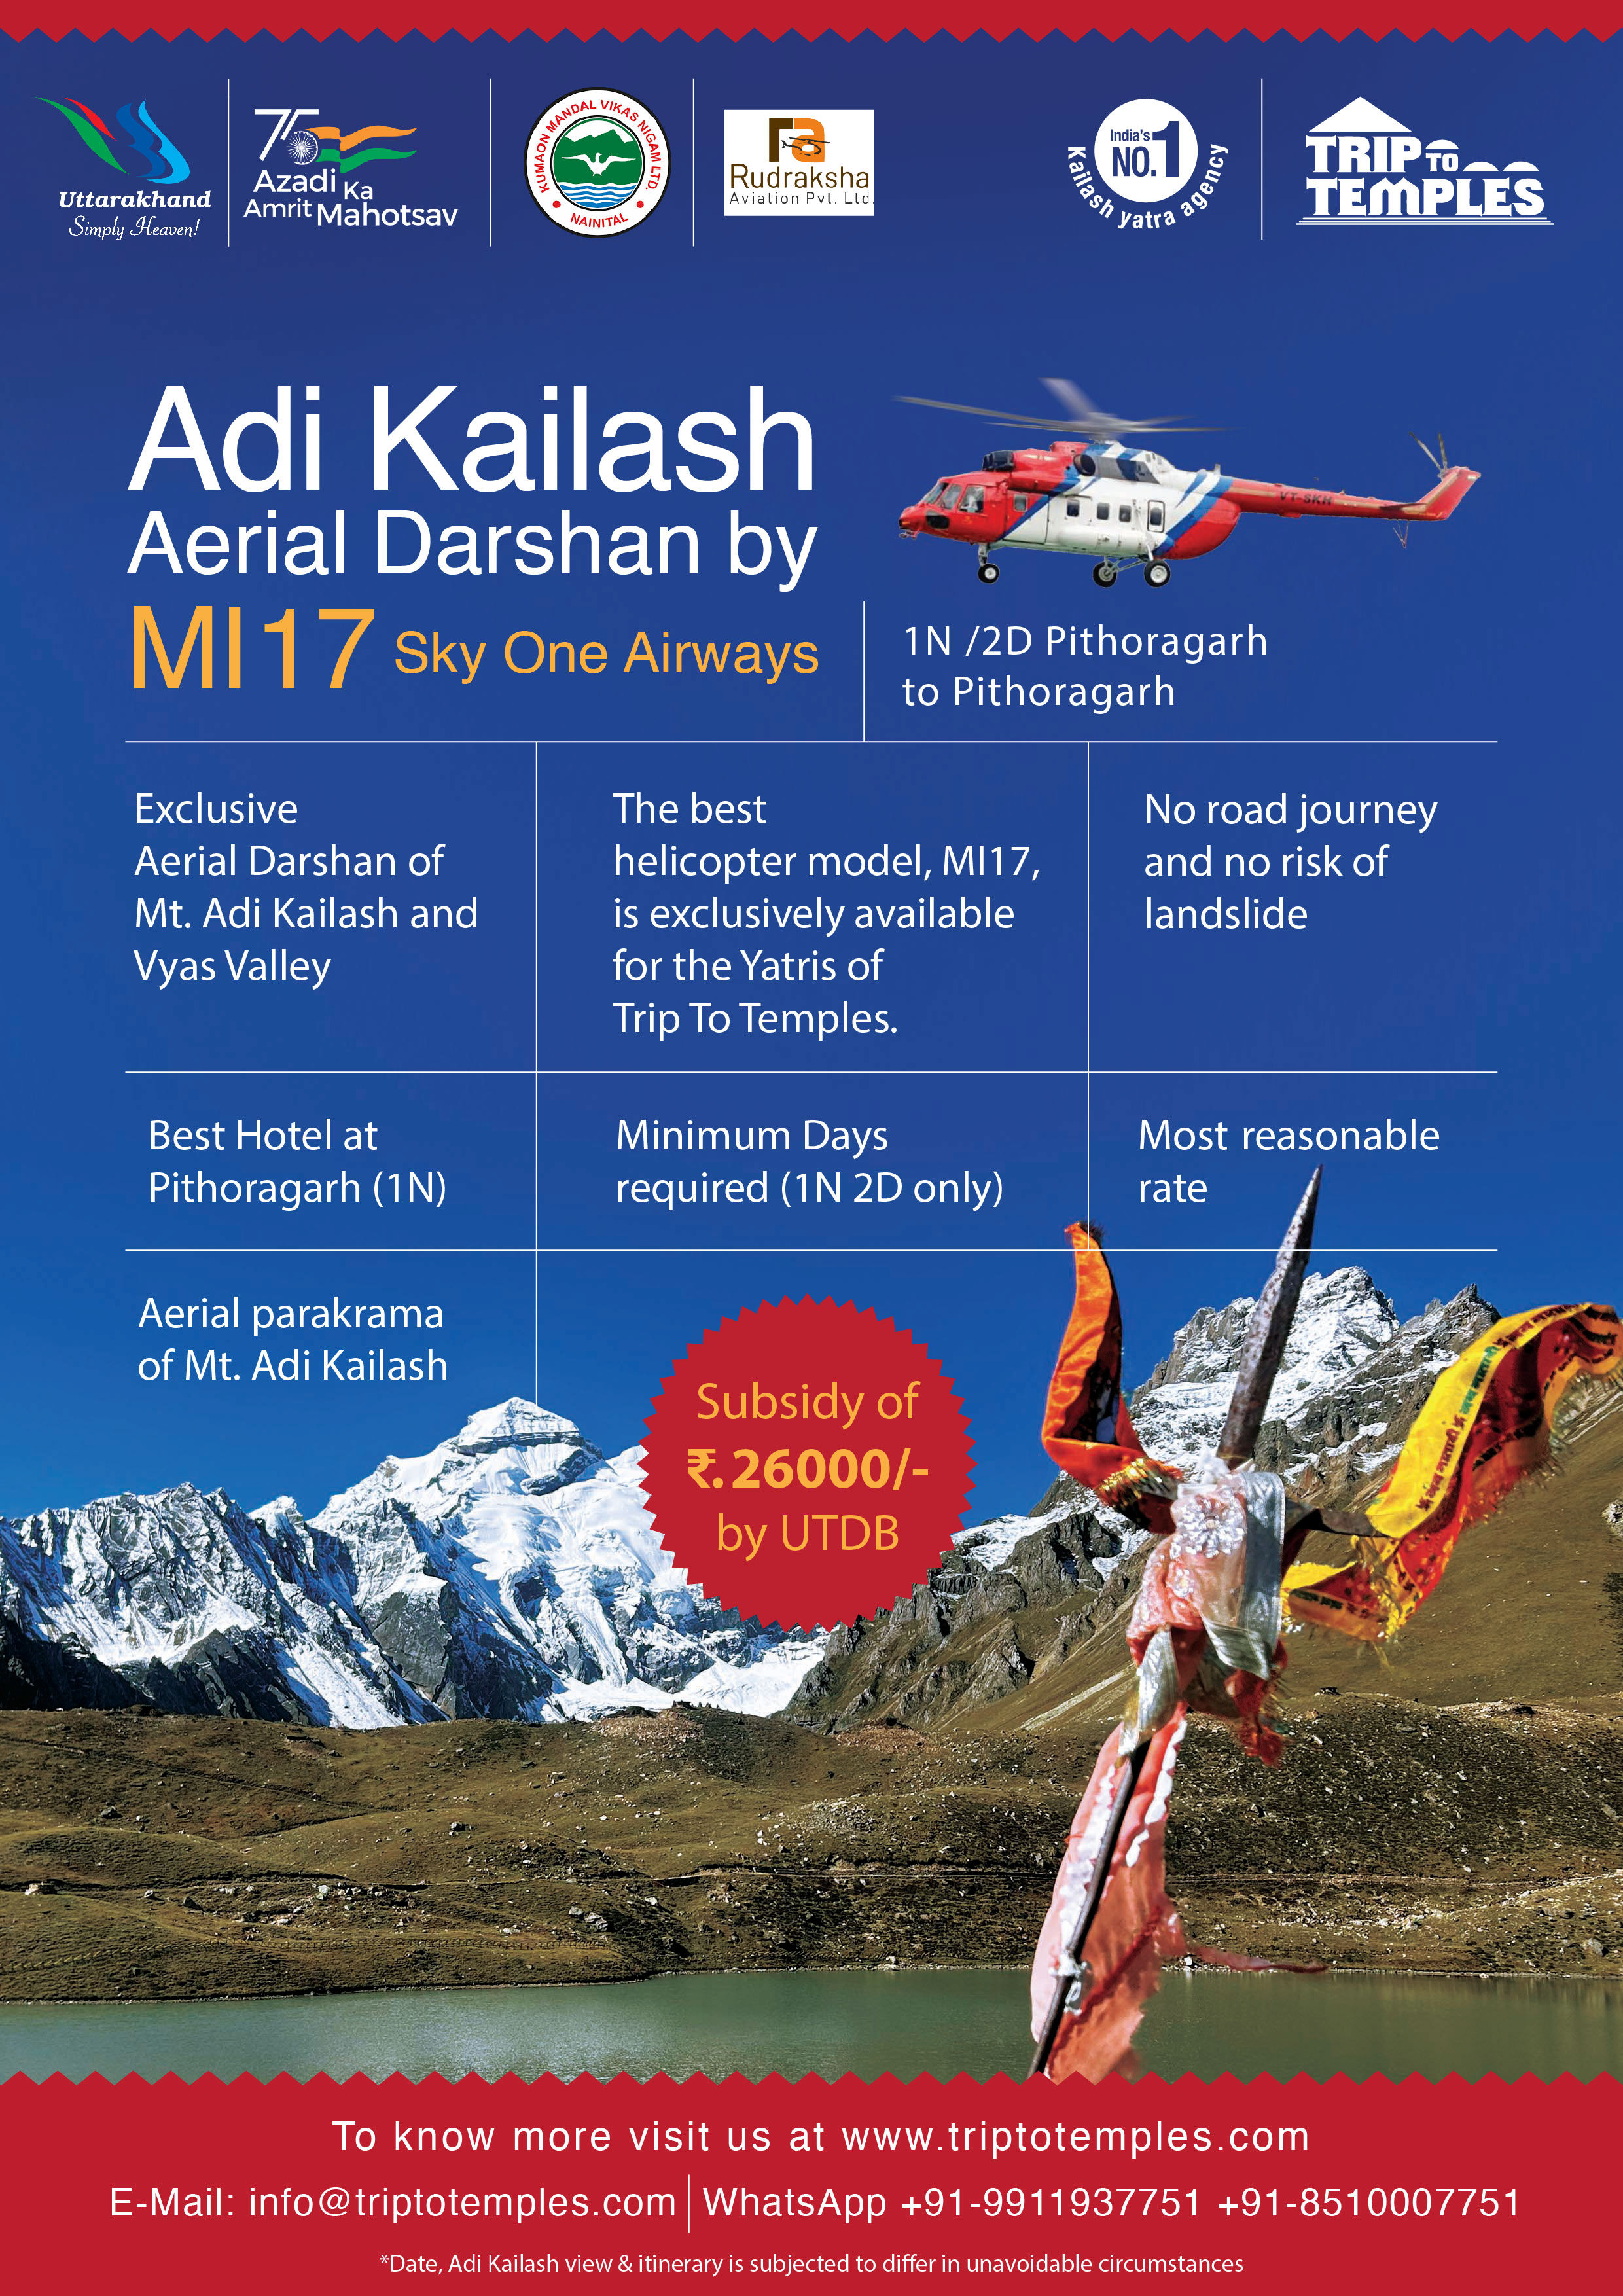 Uttarakhand
Simply Heaven!
75
Azadi Ka
Amrit Mahotsav
KUMAON MANDAL VIKAS NIGAM LTD.
NAINITAL
ra
Rudraksha
Aviation Pvt. Ltd.
India's
NO. 1
Kailash yatra agency
TRIP TO
TEMPLES
Adi Kailash
Aerial Darshan by
MI17 Sky One Airways
VT-SKH
1N /2D Pithoragarh
to Pithoragarh
Exclusive
Aerial Darshan of
Mt. Adi Kailash and
Vyas Valley
The best
helicopter model, MI17,
is exclusively available
for the Yatris of
Trip To Temples.
No road journey
and no risk of
landslide
Best Hotel at
Pithoragarh (1N)
Minimum Days
required (1N 2D only)
Most reasonable
rate
Aerial parakrama
of Mt. Adi Kailash
Subsidy of
₹.26000/-
by UTDB
To know more visit us at www.triptotemples.com
E-Mail: info@triptotemples.com | WhatsApp +91-9911937751 +91-8510007751
*Date, Adi Kailash view & itinerary is subjected to differ in unavoidable circumstances